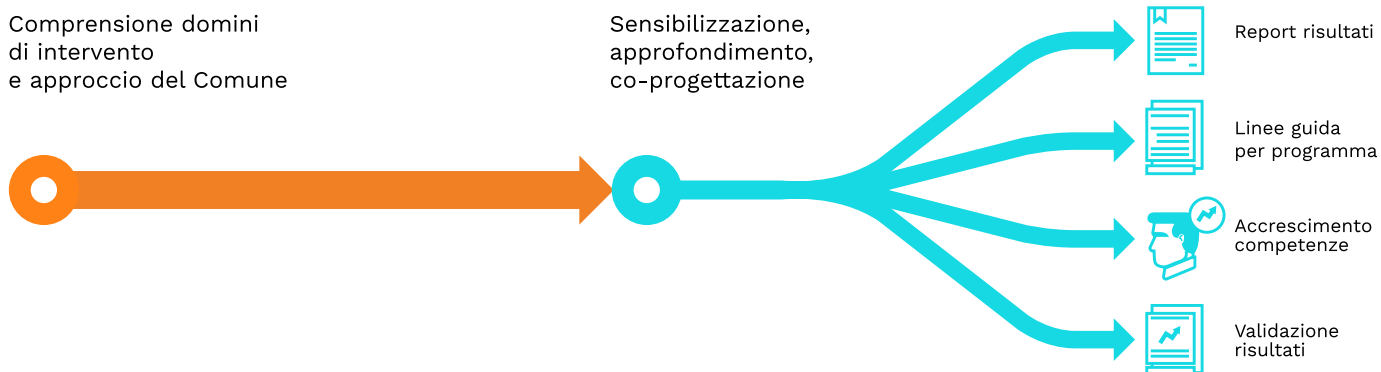 Comprensione domini
di intervento
e approccio del Comune
Sensibilizzazione,
approfondimento,
co-progettazione
Report risultati
Linee guida
per programma
Accrescimento
competenze
Validazione
risultati